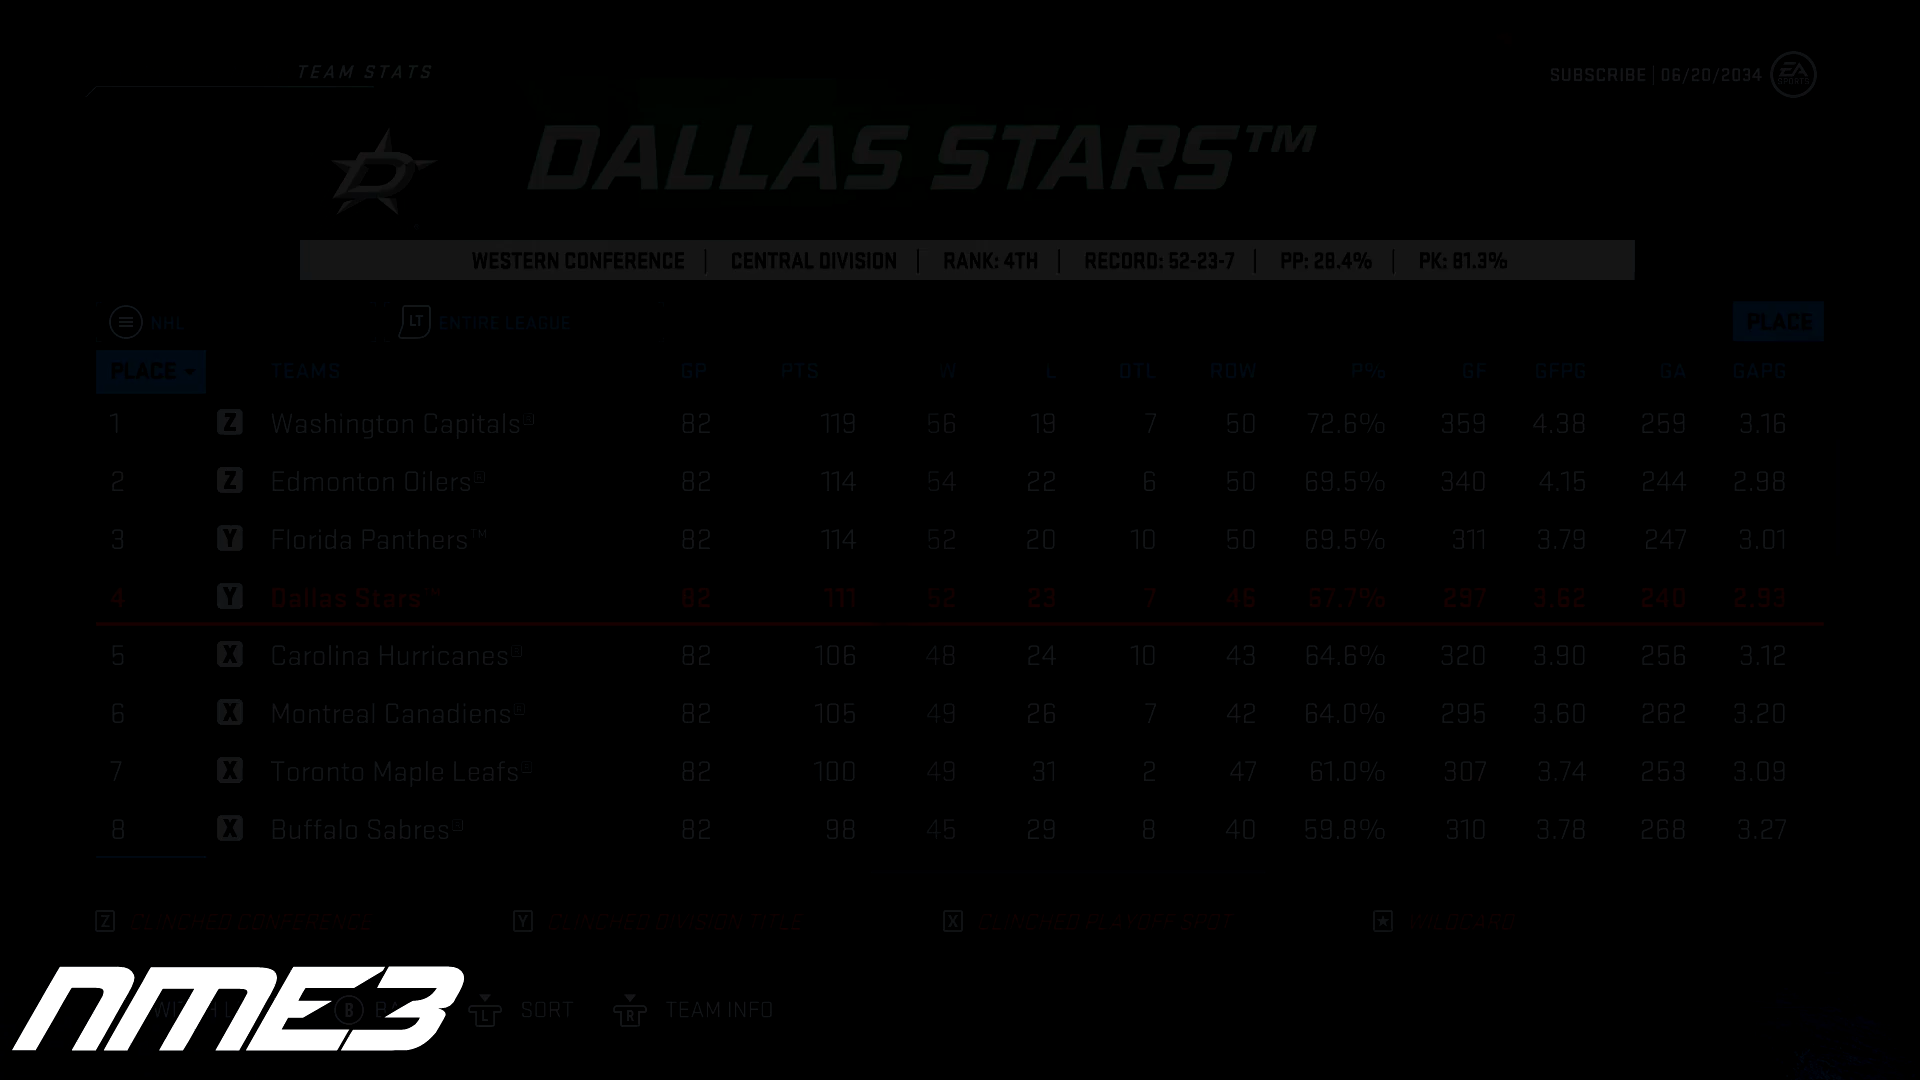 TEAM STATS
SUBSCRIBE | 06/20/2034
EA SPORTS
DALLAS STARS™
WESTERN CONFERENCE | CENTRAL DIVISION | RANK: 4TH | RECORD: 52-23-7 | PP: 28.4% | PK: 81.3%
NHL LT ENTIRE LEAGUE PLACE
PLACE TEAMS GP PTS W L OTL ROW P% GF GFPG GA GAPG
1 Z Washington Capitals® 82 119 56 19 7 50 72.6% 359 4.38 259 3.16
2 Z Edmonton Oilers® 82 114 54 22 6 50 69.5% 340 4.15 244 2.98
3 Y Florida Panthers™ 82 114 52 20 10 50 69.5% 311 3.79 247 3.01
4 Y Dallas Stars™ 82 111 52 23 7 46 67.7% 297 3.62 240 2.93
5 X Carolina Hurricanes® 82 106 48 24 10 43 64.6% 320 3.90 256 3.12
6 X Montreal Canadiens® 82 105 49 26 7 42 64.0% 295 3.60 262 3.20
7 X Toronto Maple Leafs® 82 100 49 31 2 47 61.0% 307 3.74 253 3.09
8 X Buffalo Sabres® 82 98 45 29 8 40 59.8% 310 3.78 268 3.27
Z CLINCHED CONFERENCE Y CLINCHED DIVISION TITLE X CLINCHED PLAYOFF SPOT ★ WILDCARD
NME3
B L SORT R TEAM INFO